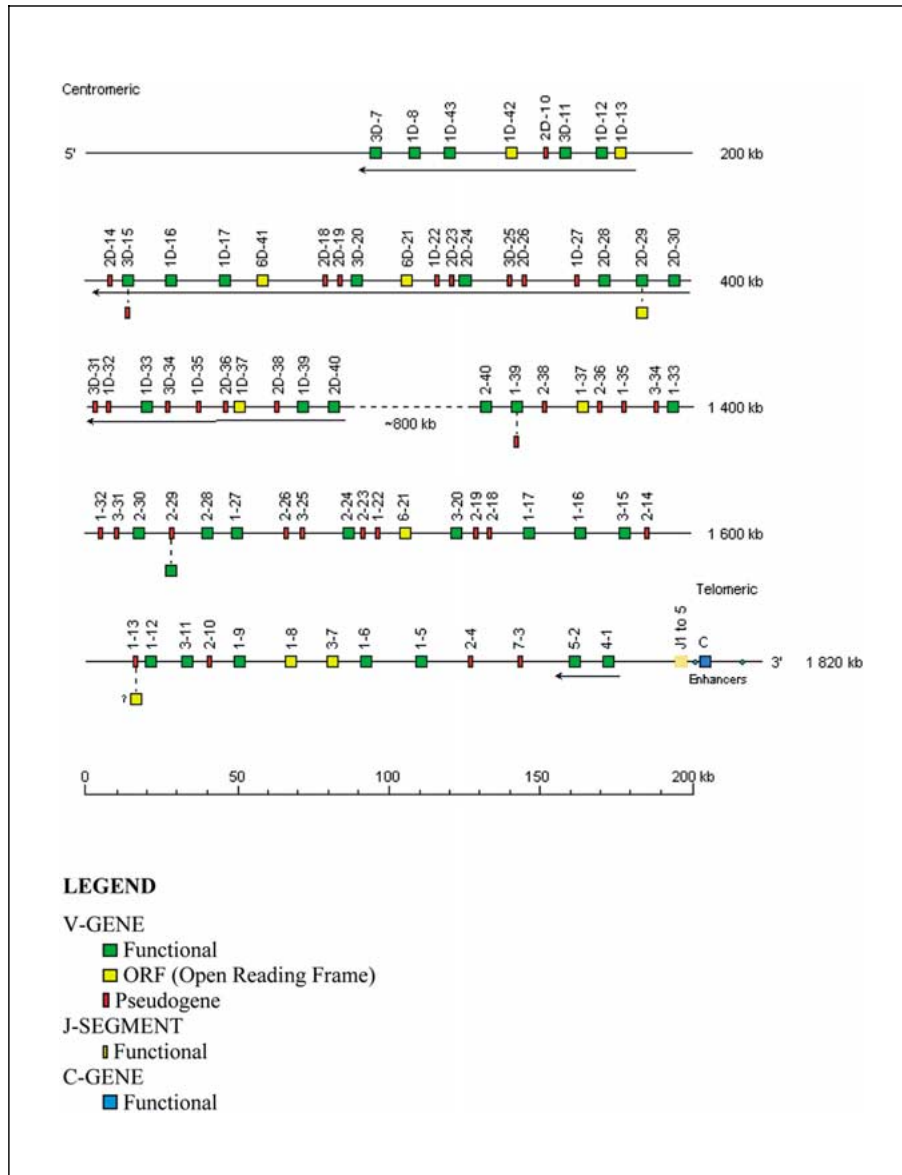 Centromeric
3D-7 1D-8 1D-43 1D-42 2D-10 3D-11 1D-12 1D-13
5' 200 kb
2D-14 3D-15 1D-16 1D-17 6D-41 2D-18 2D-19 3D-20 6D-21 1D-22 2D-23 2D-24 3D-25 2D-26 1D-27 2D-28 2D-29 2D-30
400 kb
3D-31 1D-32 1D-33 3D-34 1D-35 2D-36 1D-37 2D-38 1D-39 2D-40 2-40 1-39 2-38 1-37 2-36 1-35 3-34 1-33
1 400 kb
~800 kb
1-32 3-31 2-30 2-29 2-28 1-27 2-26 3-25 2-24 2-23 1-22 6-21 3-20 2-19 2-18 1-17 1-16 3-15 2-14
1 600 kb
Telomeric
1-13 1-12 3-11 2-10 1-9 1-8 3-7 1-6 1-5 2-4 7-3 5-2 4-1 J1 to 5 C
3' 1 820 kb
Enhancers
?
0 50 100 150 200 kb
LEGEND
V-GENE
Functional
ORF (Open Reading Frame)
Pseudogene
J-SEGMENT
Functional
C-GENE
Functional